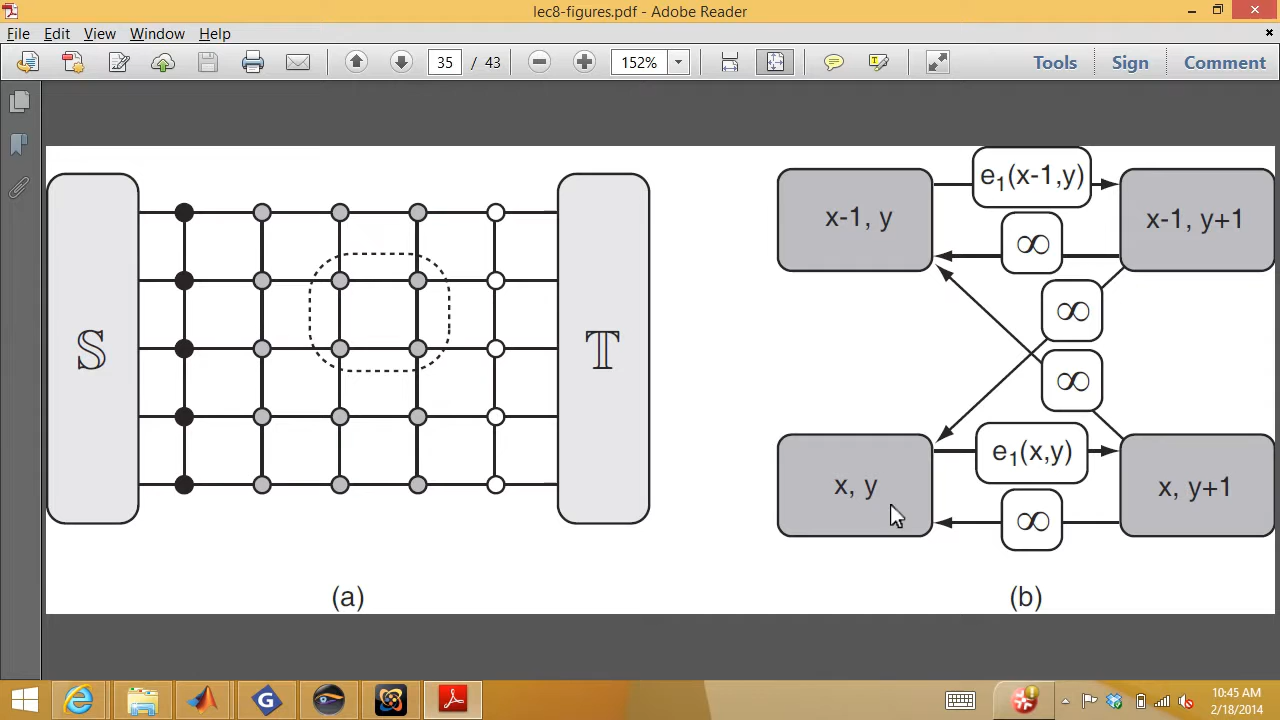 lec8-figures.pdf - Adobe Reader
File Edit View Window Help
35 / 43 152% Tools Sign Comment
𝕊
𝕋
(a)
x-1, y
e₁(x-1,y)
x-1, y+1
∞
∞
∞
x, y
e₁(x,y)
x, y+1
∞
(b)
10:45 AM
2/18/2014